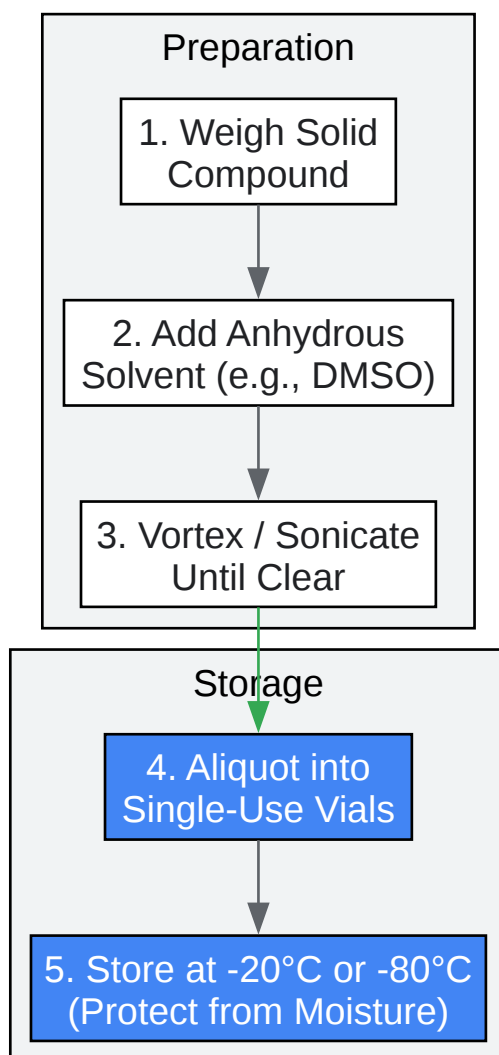 Preparation
1. Weigh Solid
Compound
2. Add Anhydrous
Solvent (e.g., DMSO)
3. Vortex / Sonicate
Until Clear
Storage
4. Aliquot into
Single-Use Vials
5. Store at -20°C or -80°C
(Protect from Moisture)